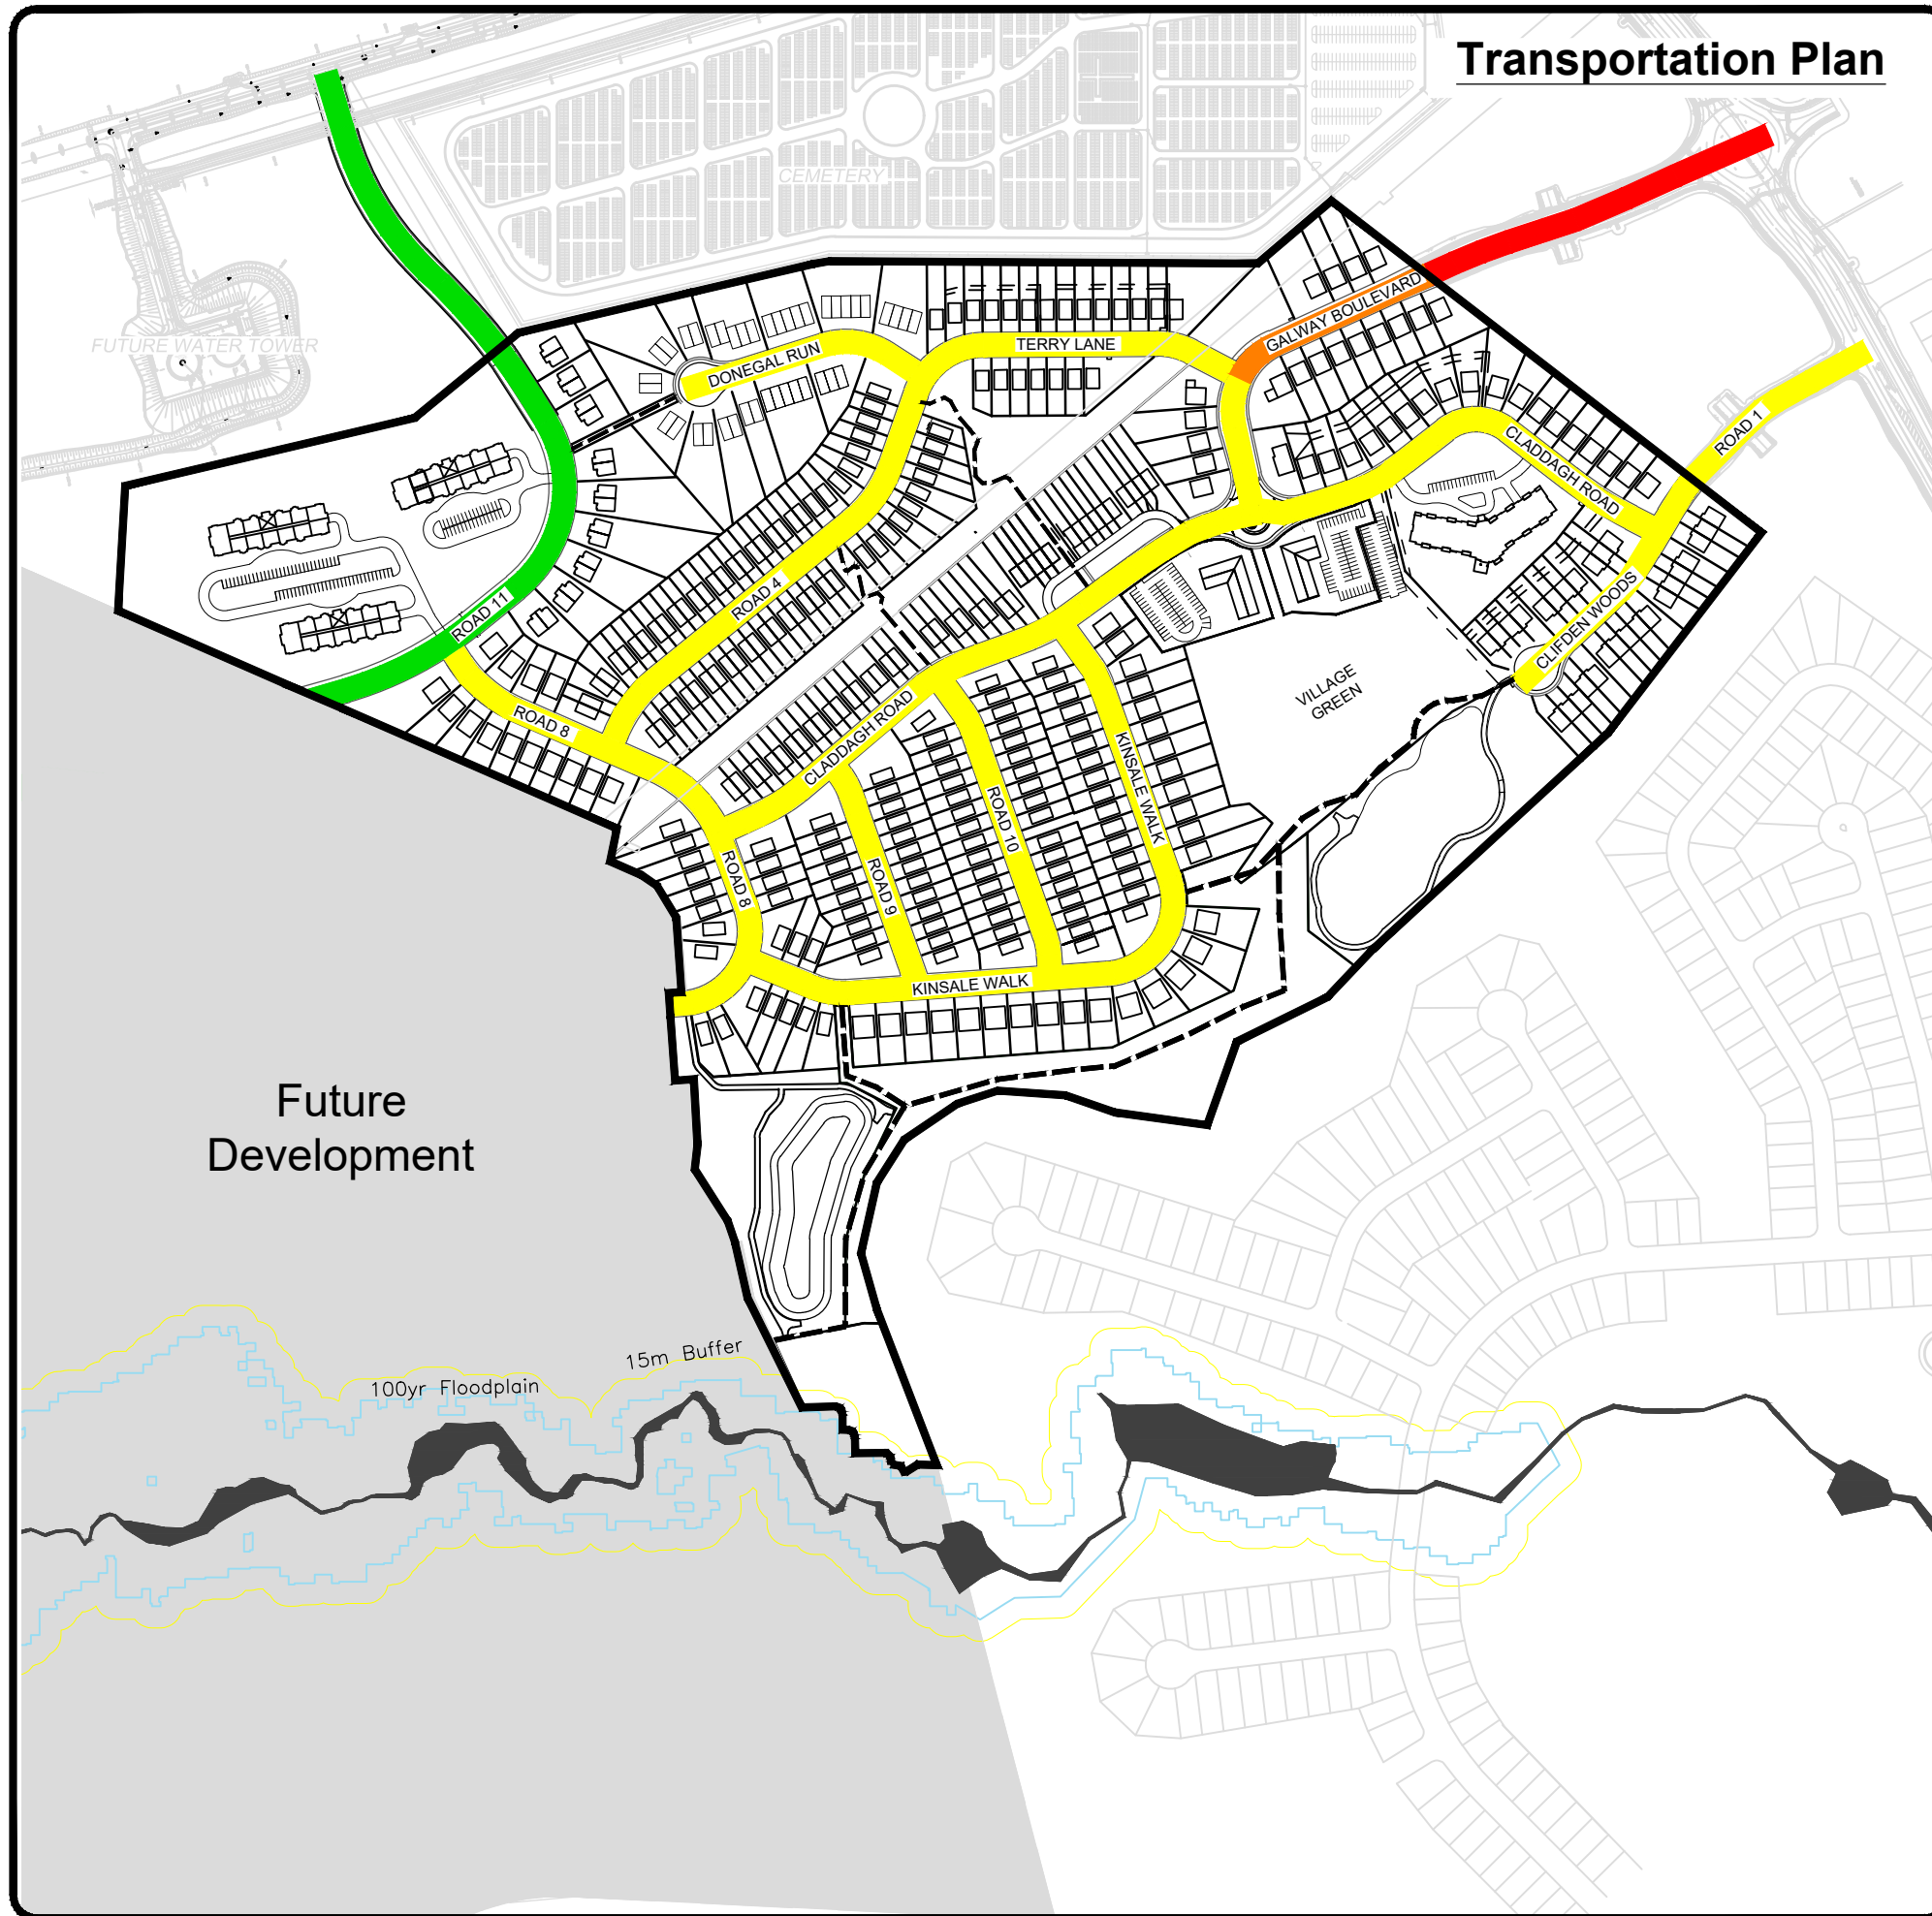 Transportation Plan
CEMETERY
FUTURE WATER TOWER
GALWAY BOULEVARD
TERRY LANE
DONEGAL RUN
ROAD 1
CLADDAGH ROAD
ROAD 4
ROAD 11
CLIFDEN WOODS
VILLAGE
GREEN
ROAD 8
CLADDAGH ROAD
KINSALE WALK
ROAD 10
ROAD 8
ROAD 9
KINSALE WALK
Future
Development
15m Buffer
100yr Floodplain